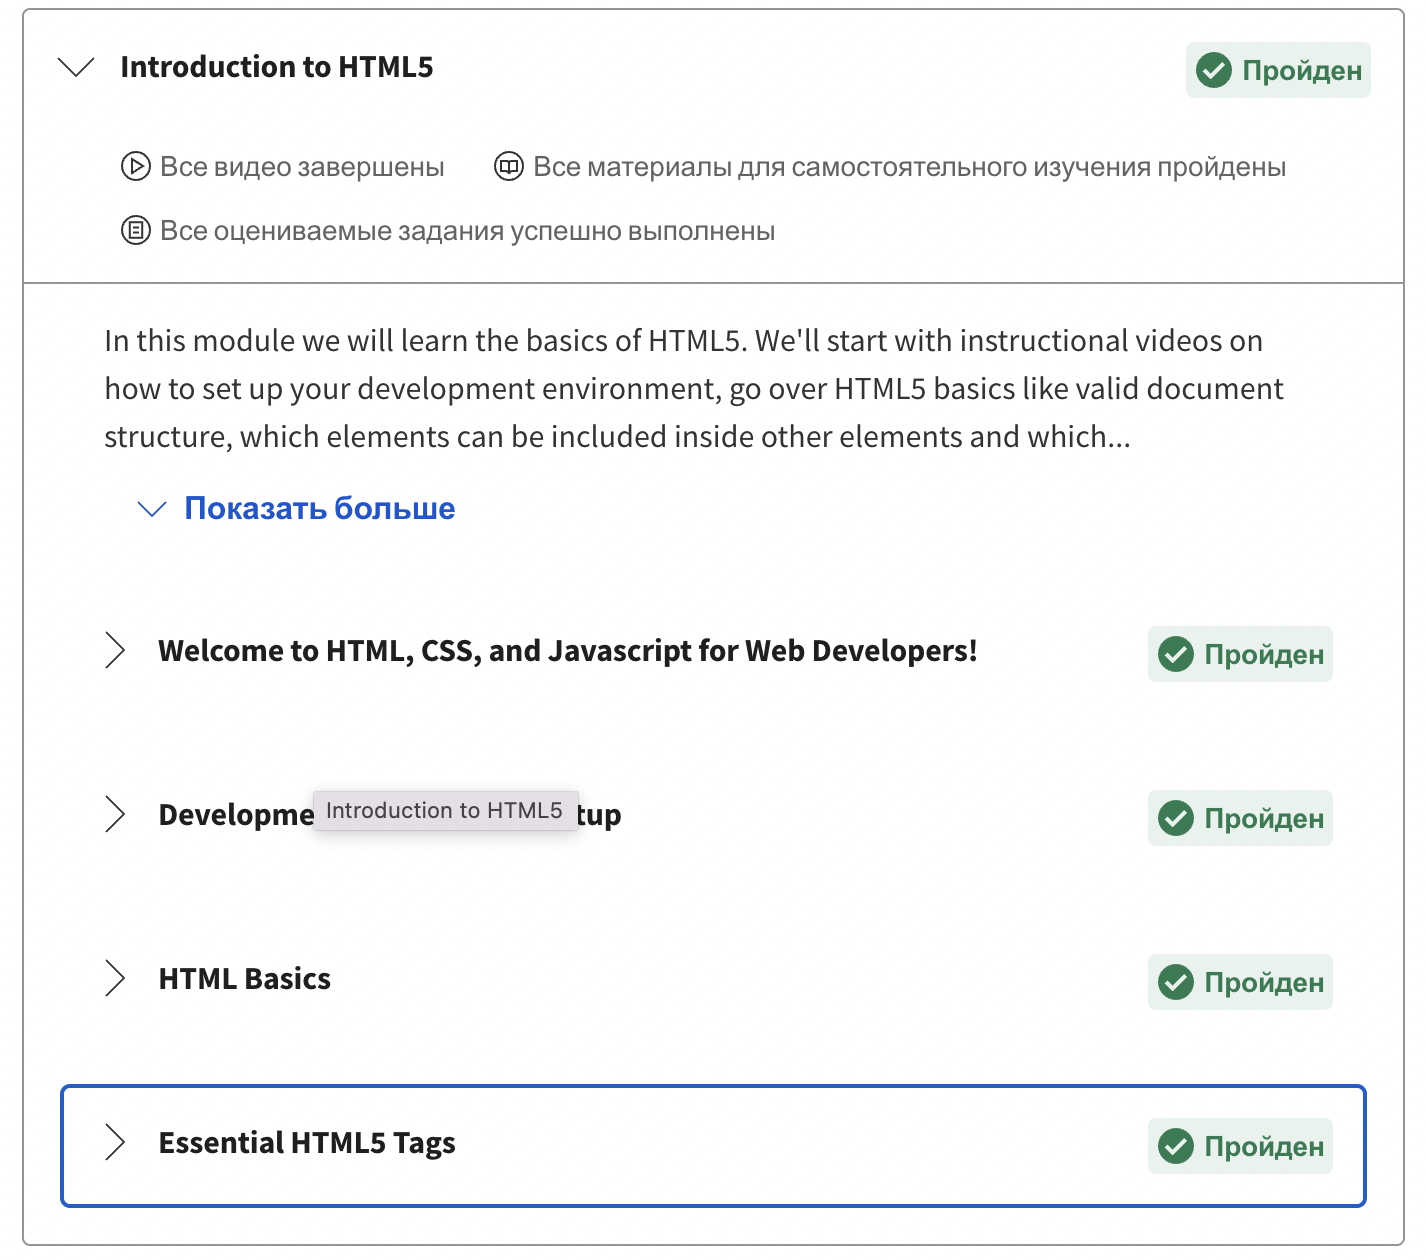 Introduction to HTML5
Пройден
Все видео завершены
Все материалы для самостоятельного изучения пройдены
Все оцениваемые задания успешно выполнены
In this module we will learn the basics of HTML5. We'll start with instructional videos on
how to set up your development environment, go over HTML5 basics like valid document
structure, which elements can be included inside other elements and which...
Показать больше
Welcome to HTML, CSS, and Javascript for Web Developers!
Пройден
Introduction to HTML5
Пройден
HTML Basics
Пройден
Essential HTML5 Tags
Пройден